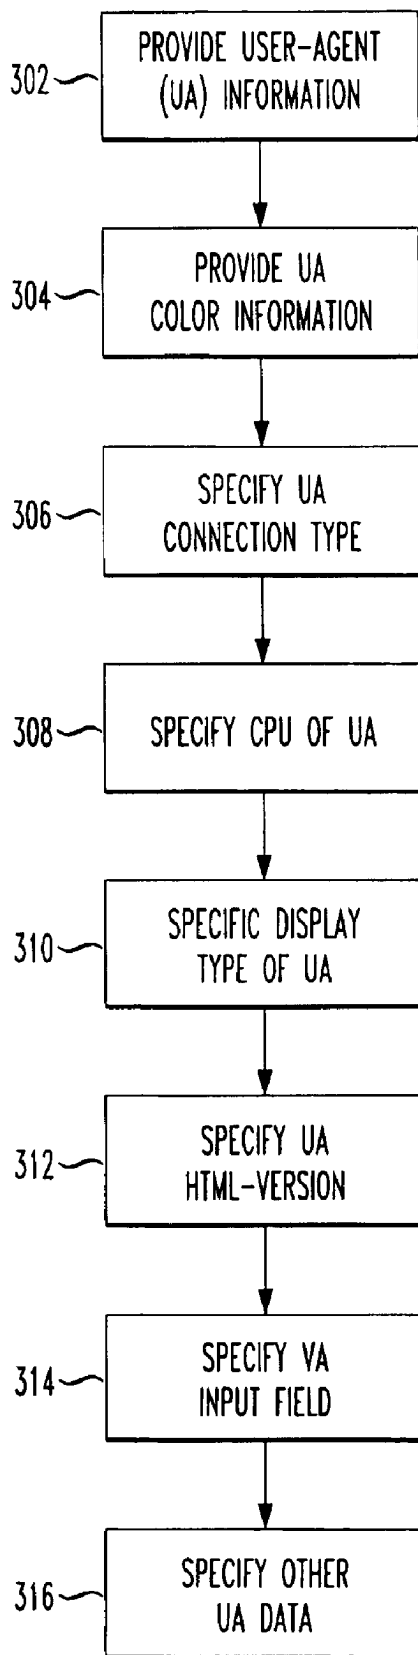 302
PROVIDE USER-AGENT
(UA) INFORMATION
304
PROVIDE UA
COLOR INFORMATION
306
SPECIFY UA
CONNECTION TYPE
308
SPECIFY CPU OF UA
310
SPECIFIC DISPLAY
TYPE OF UA
312
SPECIFY UA
HTML-VERSION
314
SPECIFY VA
INPUT FIELD
316
SPECIFY OTHER
UA DATA